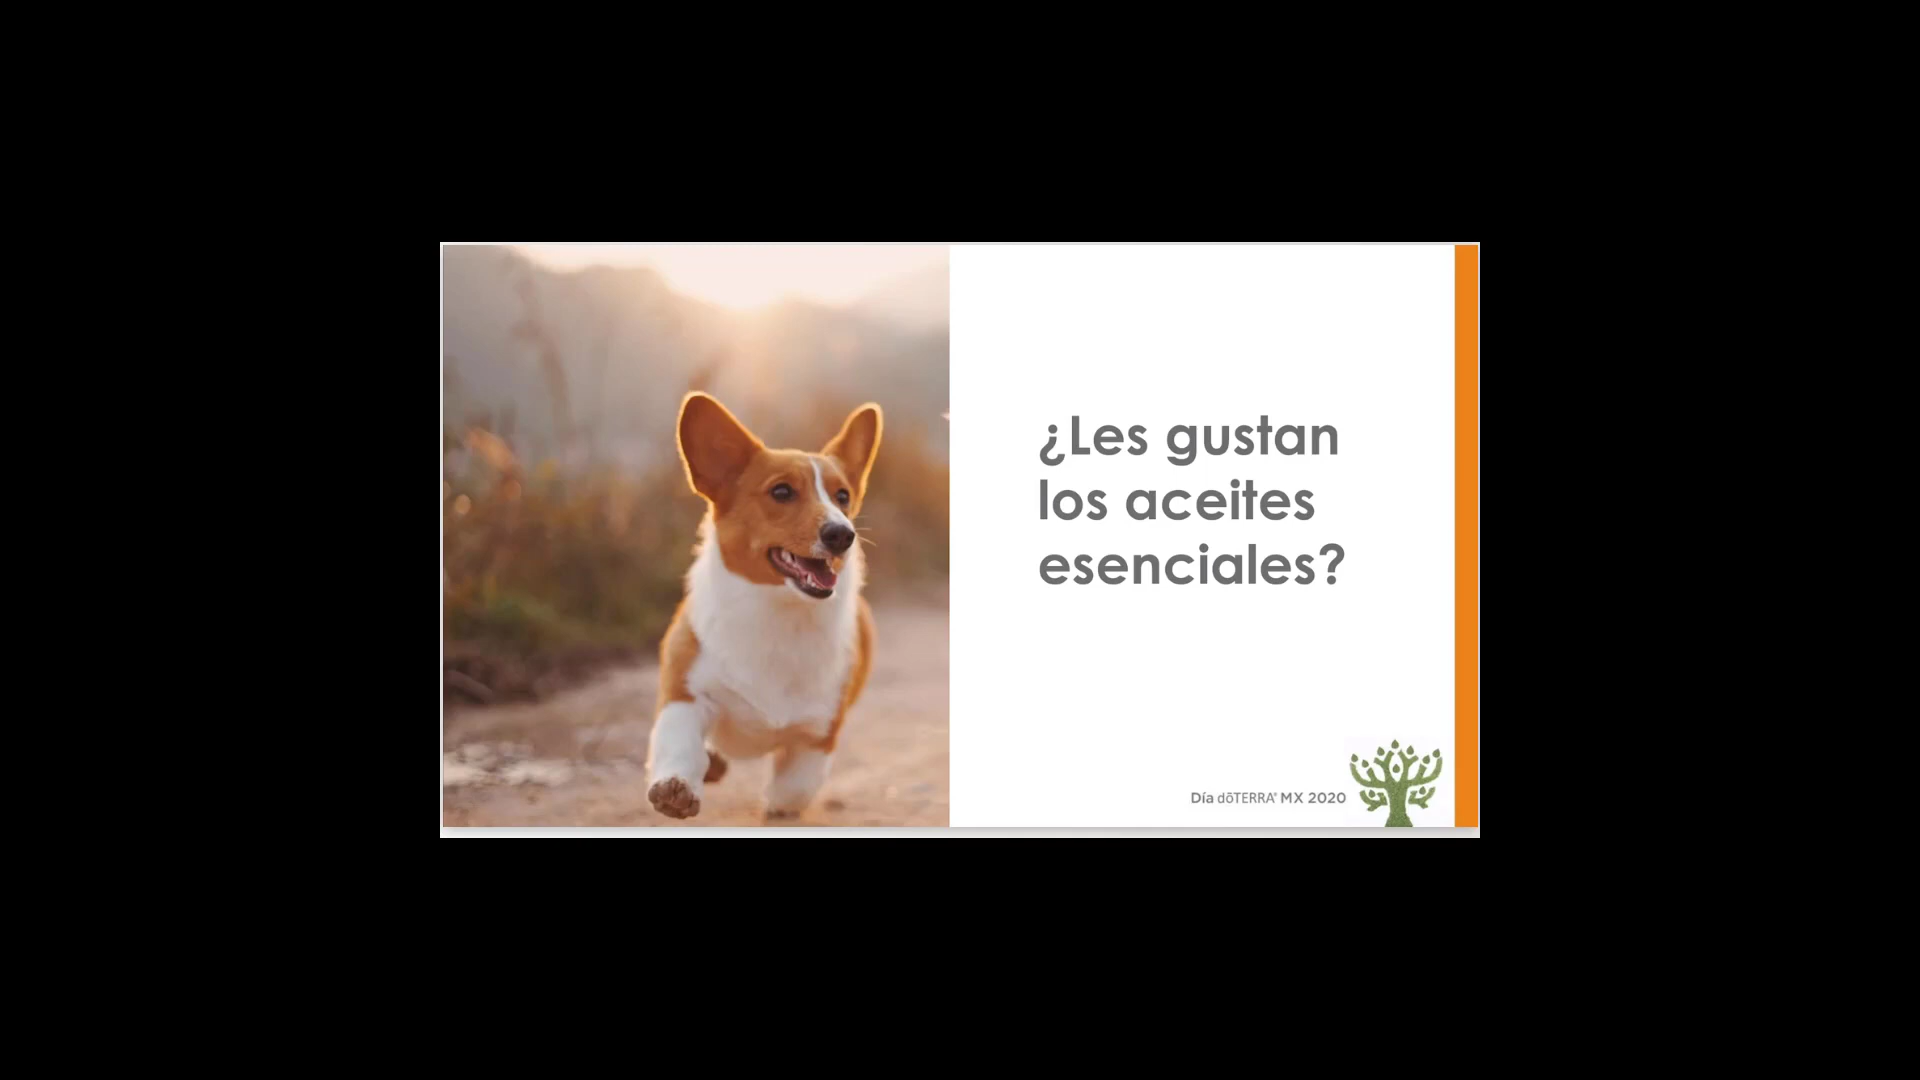 ¿Les gustan
los aceites
esenciales?
Día dōTERRA® MX 2020